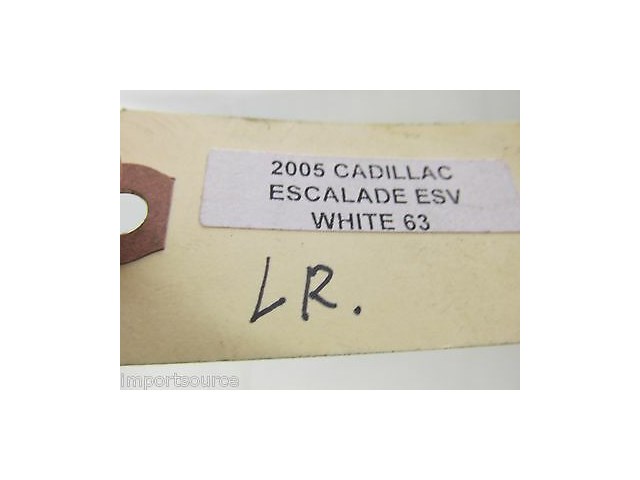 2005 CADILLAC
ESCALADE ESV
WHITE 63
LR.
importsource